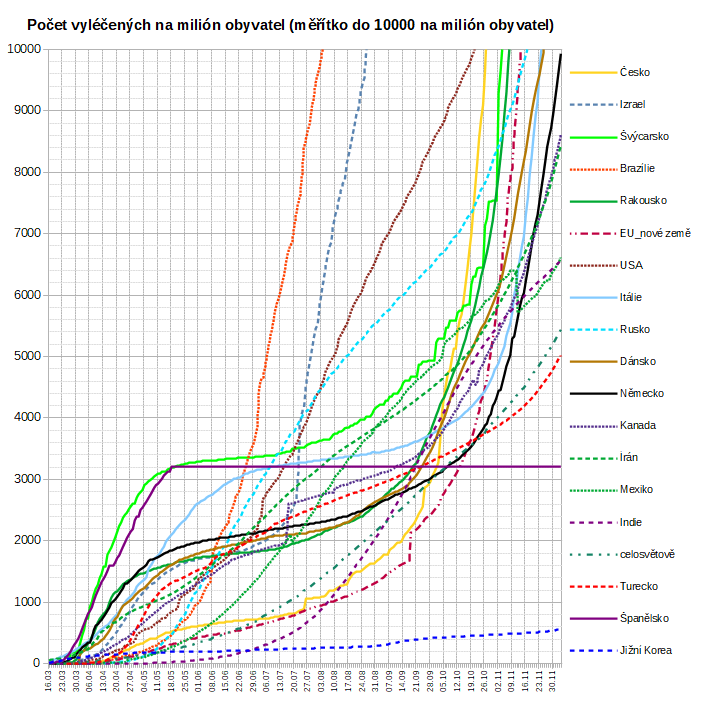 Počet vyléčených na milión obyvatel (měřítko do 10000 na milión obyvatel)
10000
9000
8000
7000
6000
5000
4000
3000
2000
1000
0
16.03
23.03
30.03
06.04
13.04
20.04
27.04
04.05
11.05
18.05
25.05
01.06
08.06
15.06
22.06
29.06
06.07
13.07
20.07
27.07
03.08
10.08
17.08
24.08
31.08
07.09
14.09
21.09
28.09
05.10
12.10
19.10
26.10
02.11
09.11
16.11
23.11
30.11
Česko
Izrael
Švýcarsko
Brazílie
Rakousko
EU_nové země
USA
Itálie
Rusko
Dánsko
Německo
Kanada
Írán
Mexiko
Indie
celosvětově
Turecko
Španělsko
Jižní Korea